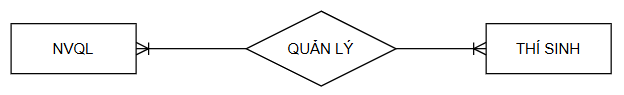 NVQL
QUẢN LÝ
THÍ SINH